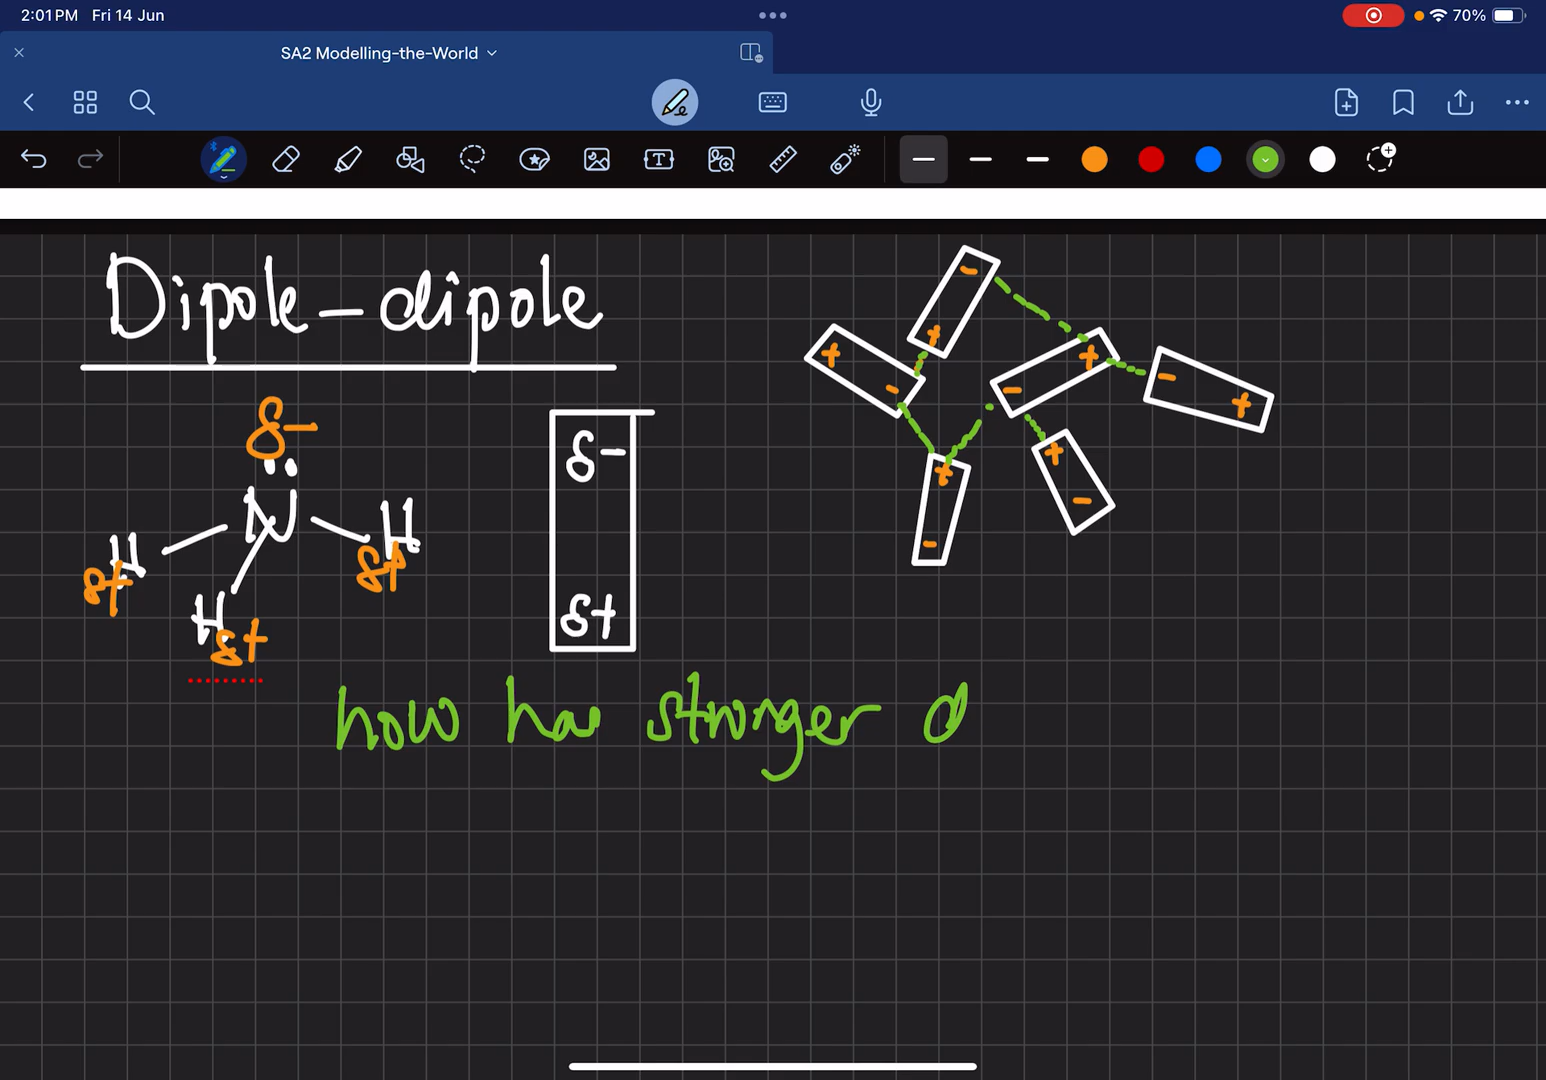 2:01 PM Fri 14 Jun
70%
SA2 Modelling-the-World
T
Dipole-dipole
δ-
N
H
H
H
δ+
δ+
δ+
δ-
δ+
-
+
+
-
-
+
-
+
+
-
+
-
how has stronger d